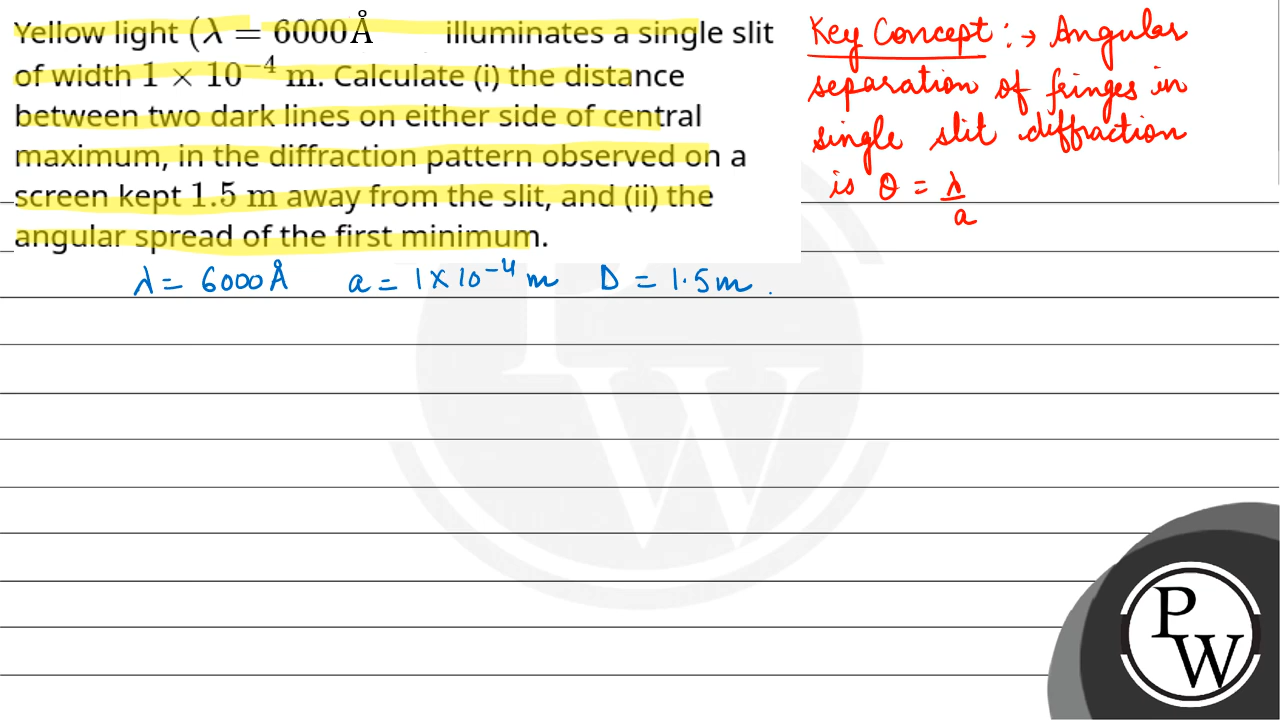 Yellow light (λ = 6000Å illuminates a single slit
of width 1 × 10⁻⁴ m. Calculate (i) the distance
between two dark lines on either side of central
maximum, in the diffraction pattern observed on a
screen kept 1.5 m away from the slit, and (ii) the
angular spread of the first minimum.
Key Concept :→ Angular
separation of fringes in
single slit diffraction
is θ = λ/a
λ = 6000Å a = 1×10⁻⁴ m D = 1.5m.
PW
PW